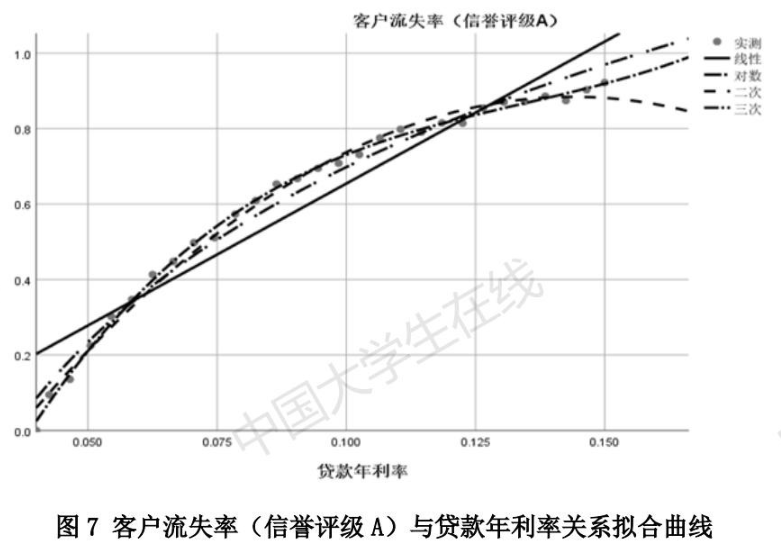 客户流失率（信誉评级A）
实测
线性
对数
二次
三次
1.0
0.8
0.6
0.4
0.2
0.0
0.050 0.075 0.100 0.125 0.150
贷款年利率
中国大学生在线
图 7 客户流失率（信誉评级 A）与贷款年利率关系拟合曲线